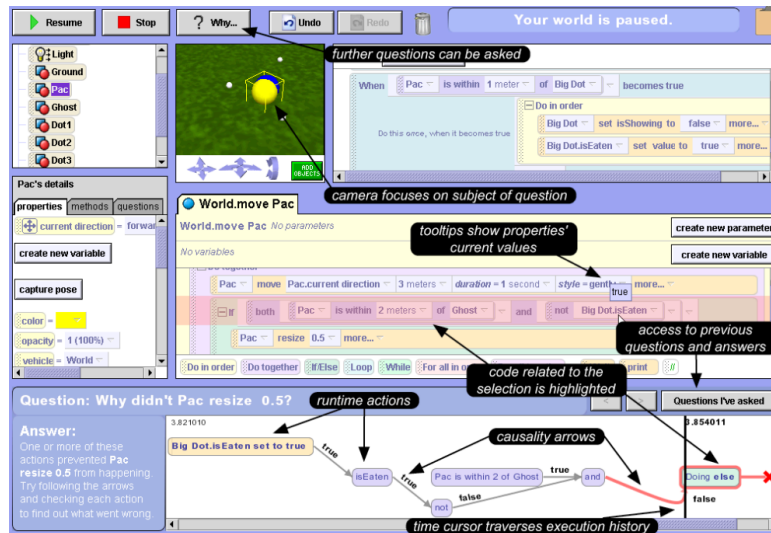 Resume
Stop
? Why...
Undo
Redo
Your world is paused.
further questions can be asked
Light
Ground
Pac
Ghost
Dot1
Dot2
Dot3
ADD OBJECTS
camera focuses on subject of question
When Pac is within 1 meter of Big Dot becomes true
Do in order
Do this once, when it becomes true
Big Dot set isShowing to false more...
Big Dot.isEaten set value to true more...
Pac's details
properties methods questions
current direction = forwar
create new variable
capture pose
color =
opacity = 1 (100%)
vehicle = World
World.move Pac
World.move Pac No parameters
create new paramete
tooltips show properties' current values
No variables
create new variable
Do together
Pac move Pac.current direction 3 meters duration = 1 second style = gently more...
true
If both Pac is within 2 meters of Ghost and not Big Dot.isEaten
Pac resize 0.5 more...
access to previous questions and answers
Do in order Do together If/Else Loop While For all in o print //
code related to the selection is highlighted
Question: Why didn't Pac resize 0.5?
runtime actions
< > Questions I've asked
3.821010
3.854011
Answer:
One or more of these
actions prevented Pac
resize 0.5 from happening.
Try following the arrows
and checking each action
to find out what went wrong.
Big Dot.isEaten set to true
true
isEaten
true
not
false
Pac is within 2 of Ghost
true
and
causality arrows
Doing else
false
time cursor traverses execution history